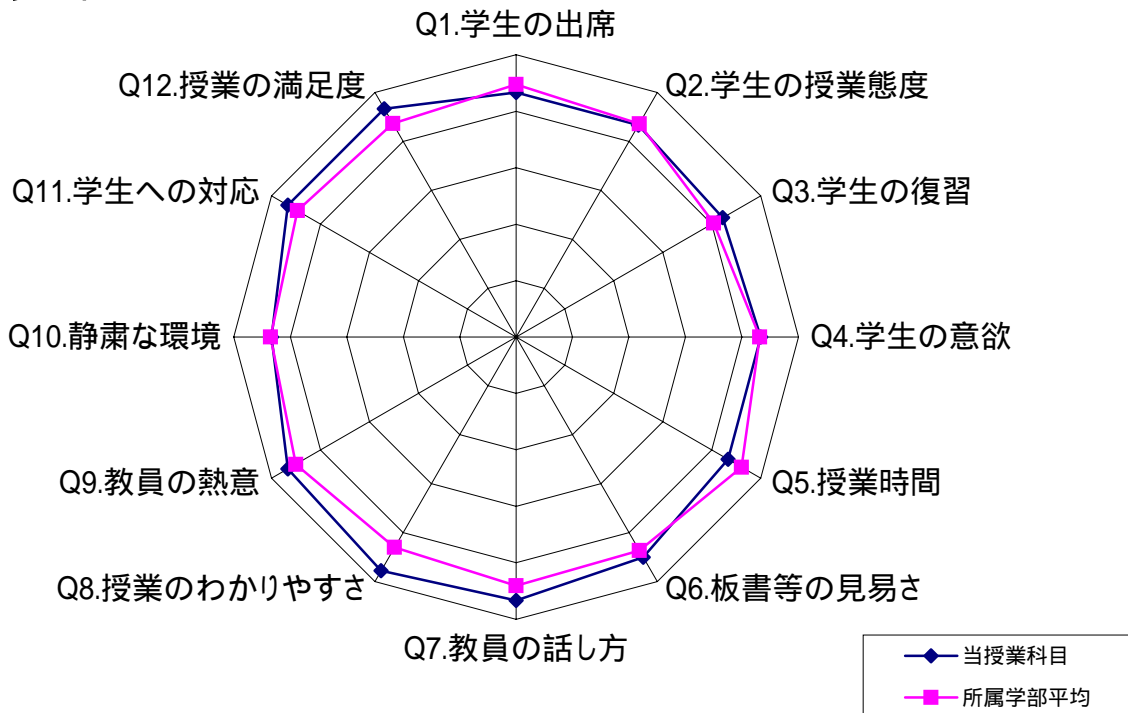 Q1.学生の出席
Q2.学生の授業態度
Q3.学生の復習
Q4.学生の意欲
Q5.授業時間
Q6.板書等の見易さ
Q7.教員の話し方
Q8.授業のわかりやすさ
Q9.教員の熱意
Q10.静粛な環境
Q11.学生への対応
Q12.授業の満足度
当授業科目
所属学部平均